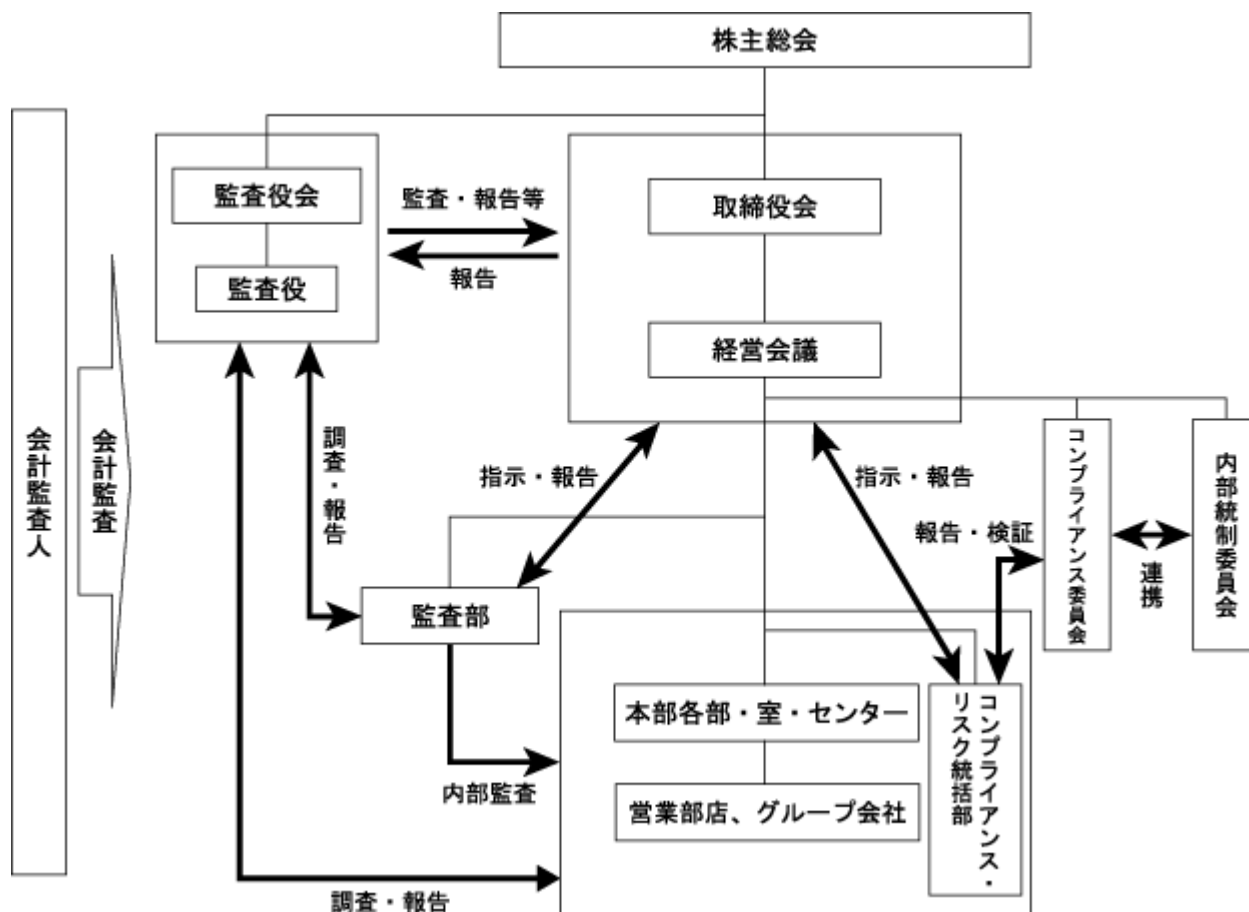 株主総会
監査役会
監査役
監査・報告等
報告
取締役会
経営会議
会計監査人
会計監査
調査・報告
指示・報告
指示・報告
報告・検証
コンプライアンス委員会
連携
内部統制委員会
監査部
内部監査
本部各部・室・センター
営業部店、グループ会社
コンプライアンス・
リスク統括部
調査・報告